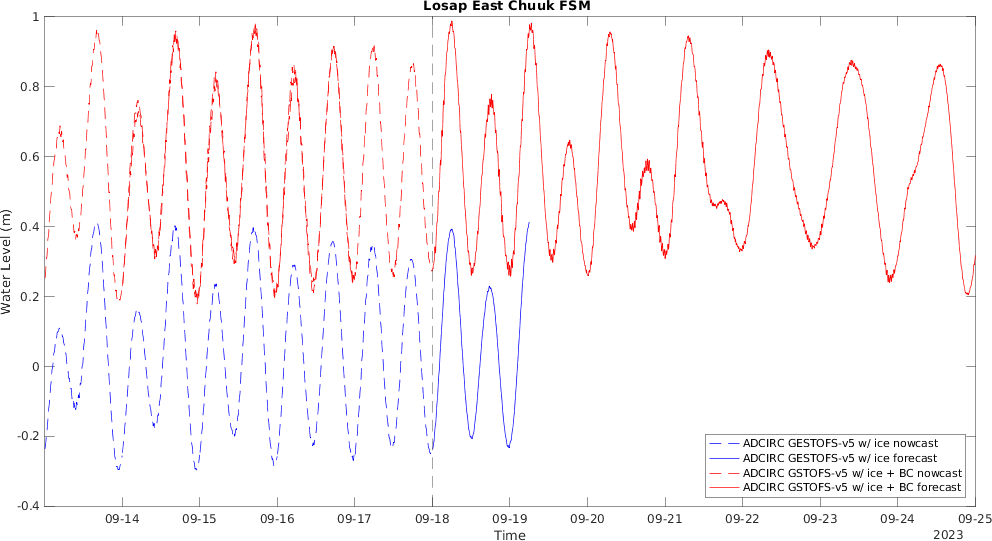 Losap East Chuuk FSM
Water Level (m)
1
0.8
0.6
0.4
0.2
0
-0.2
-0.4
ADCIRC GESTOFS-v5 w/ ice nowcast
ADCIRC GESTOFS-v5 w/ ice forecast
ADCIRC GSTOFS-v5 w/ ice + BC nowcast
ADCIRC GSTOFS-v5 w/ ice + BC forecast
09-14 09-15 09-16 09-17 09-18 09-19 09-20 09-21 09-22 09-23 09-24 09-25
Time
2023